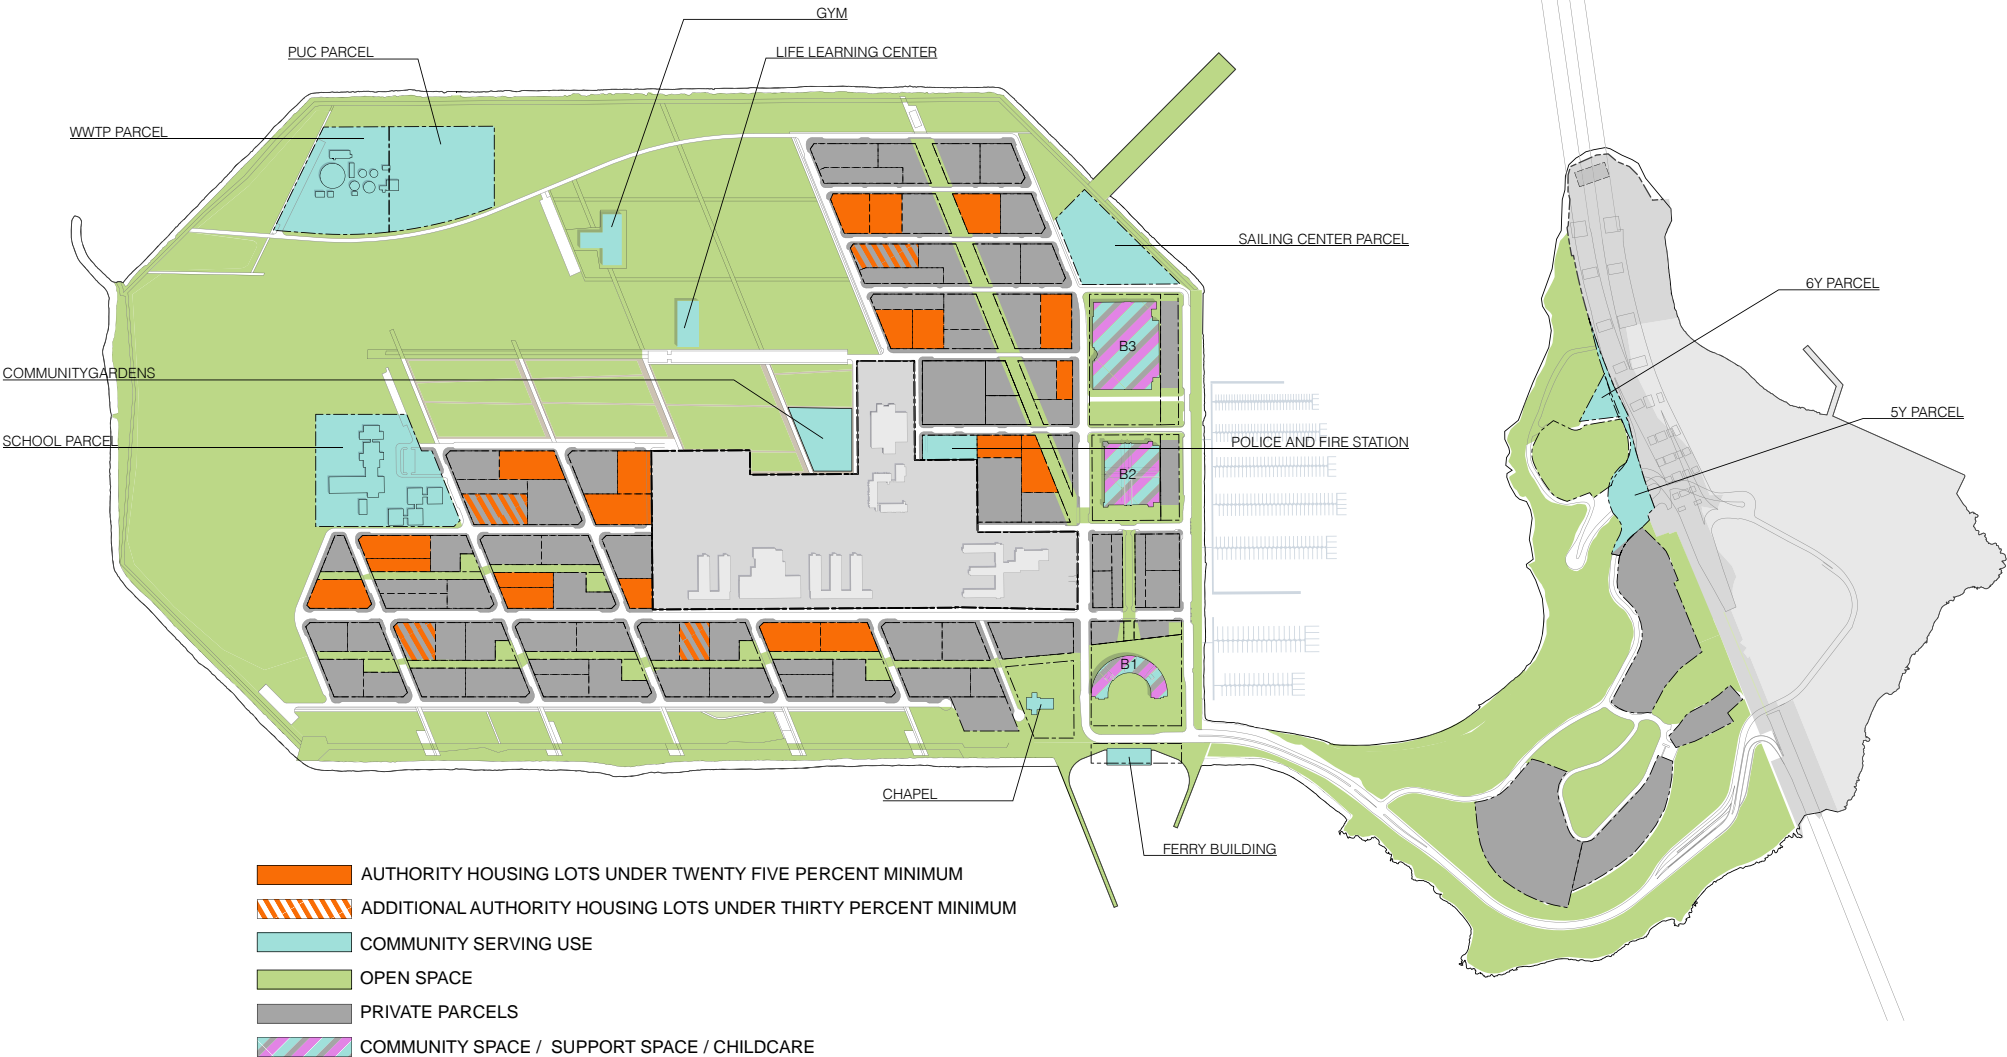 GYM
PUC PARCEL
LIFE LEARNING CENTER
WWTP PARCEL
SAILING CENTER PARCEL
6Y PARCEL
B3
COMMUNITYGARDENS
5Y PARCEL
SCHOOL PARCEL
POLICE AND FIRE STATION
B2
B1
CHAPEL
FERRY BUILDING
AUTHORITY HOUSING LOTS UNDER TWENTY FIVE PERCENT MINIMUM
ADDITIONAL AUTHORITY HOUSING LOTS UNDER THIRTY PERCENT MINIMUM
COMMUNITY SERVING USE
OPEN SPACE
PRIVATE PARCELS
COMMUNITY SPACE / SUPPORT SPACE / CHILDCARE